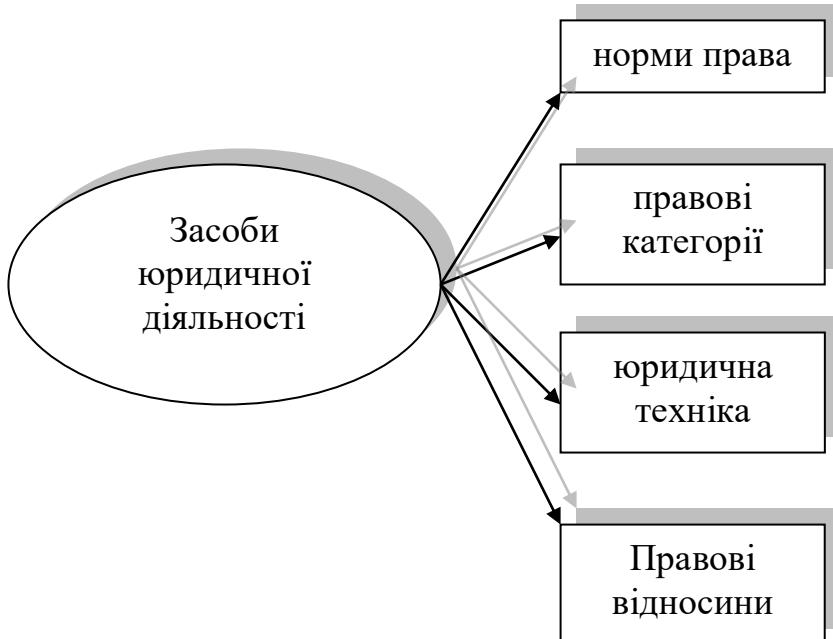 норми права
Засоби
юридичної
діяльності
правові
категорії
юридична
техніка
Правові
відносини